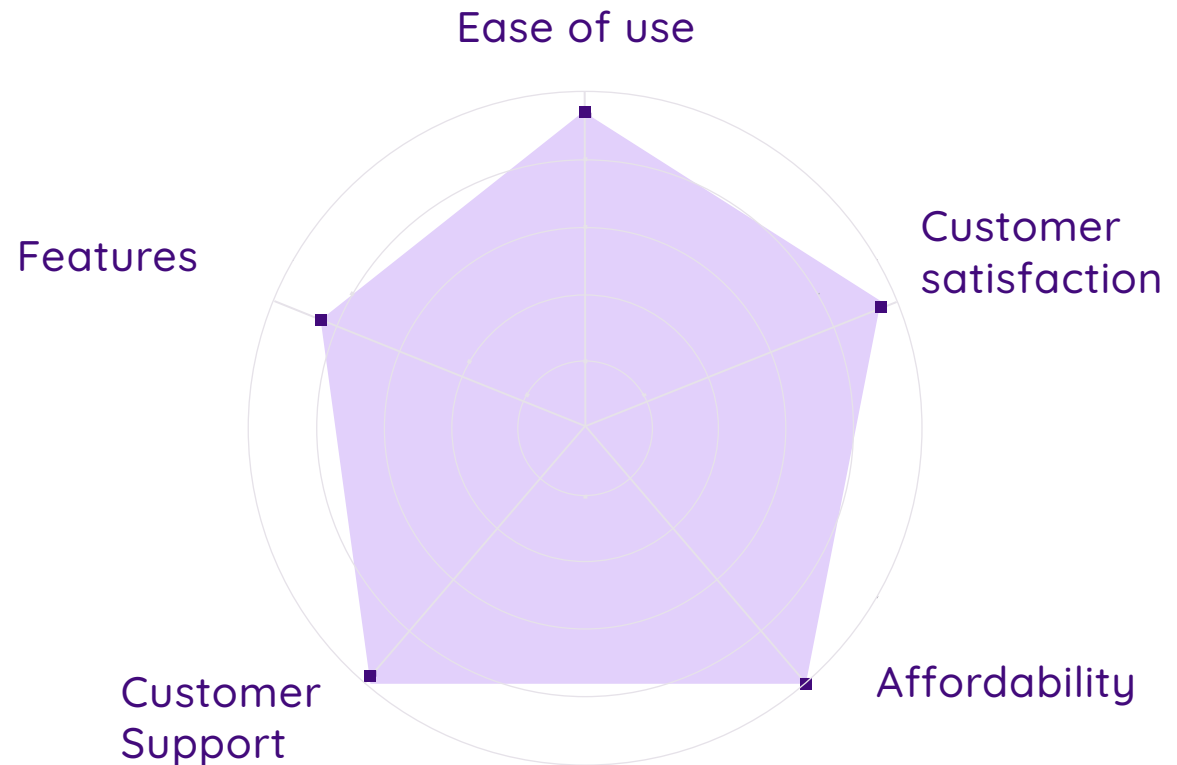 Ease of use
Customer
satisfaction
Features
Affordability
Customer
Support